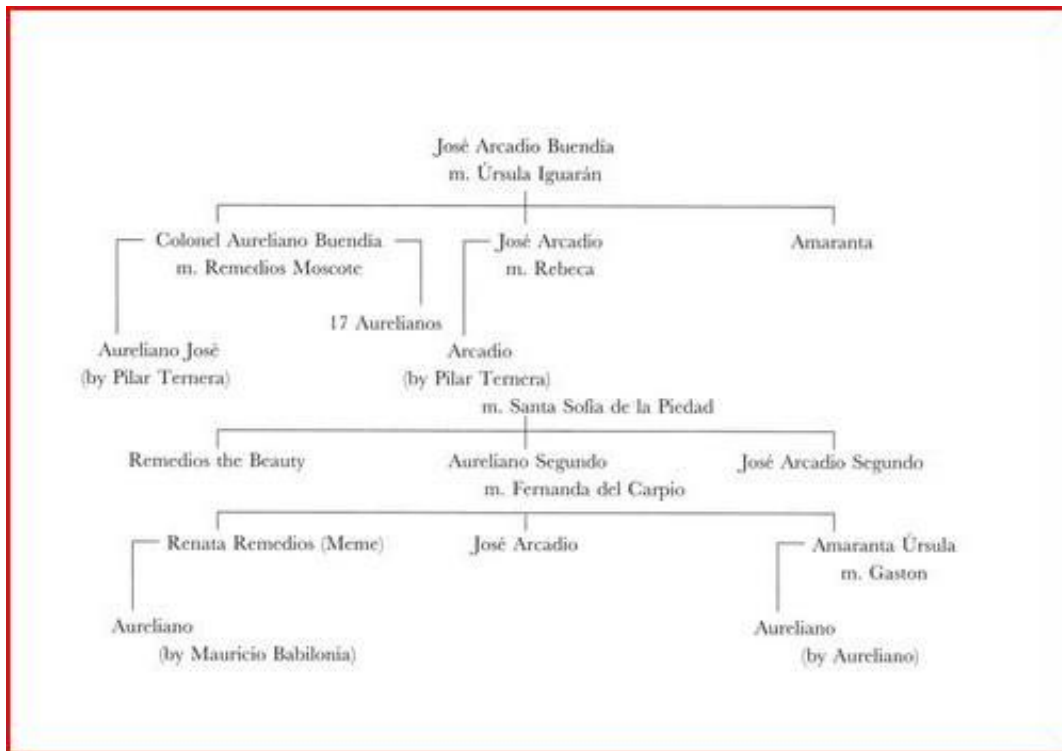 José Arcadio Buendía
m. Úrsula Iguarán
Colonel Aureliano Buendía
m. Remedios Moscote
José Arcadio
m. Rebeca
Amaranta
17 Aurelianos
Aureliano José
(by Pilar Ternera)
Arcadio
(by Pilar Ternera)
m. Santa Sofía de la Piedad
Remedios the Beauty
Aureliano Segundo
m. Fernanda del Carpio
José Arcadio Segundo
Renata Remedios (Meme)
José Arcadio
Amaranta Úrsula
m. Gaston
Aureliano
(by Mauricio Babilonia)
Aureliano
(by Aureliano)